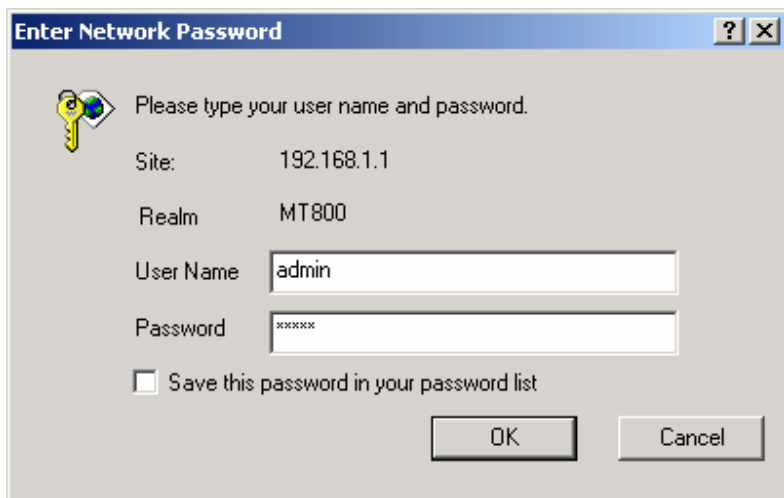 Enter Network Password
Please type your user name and password.
Site: 192.168.1.1
Realm MT800
User Name admin
Password *****
Save this password in your password list
OK Cancel